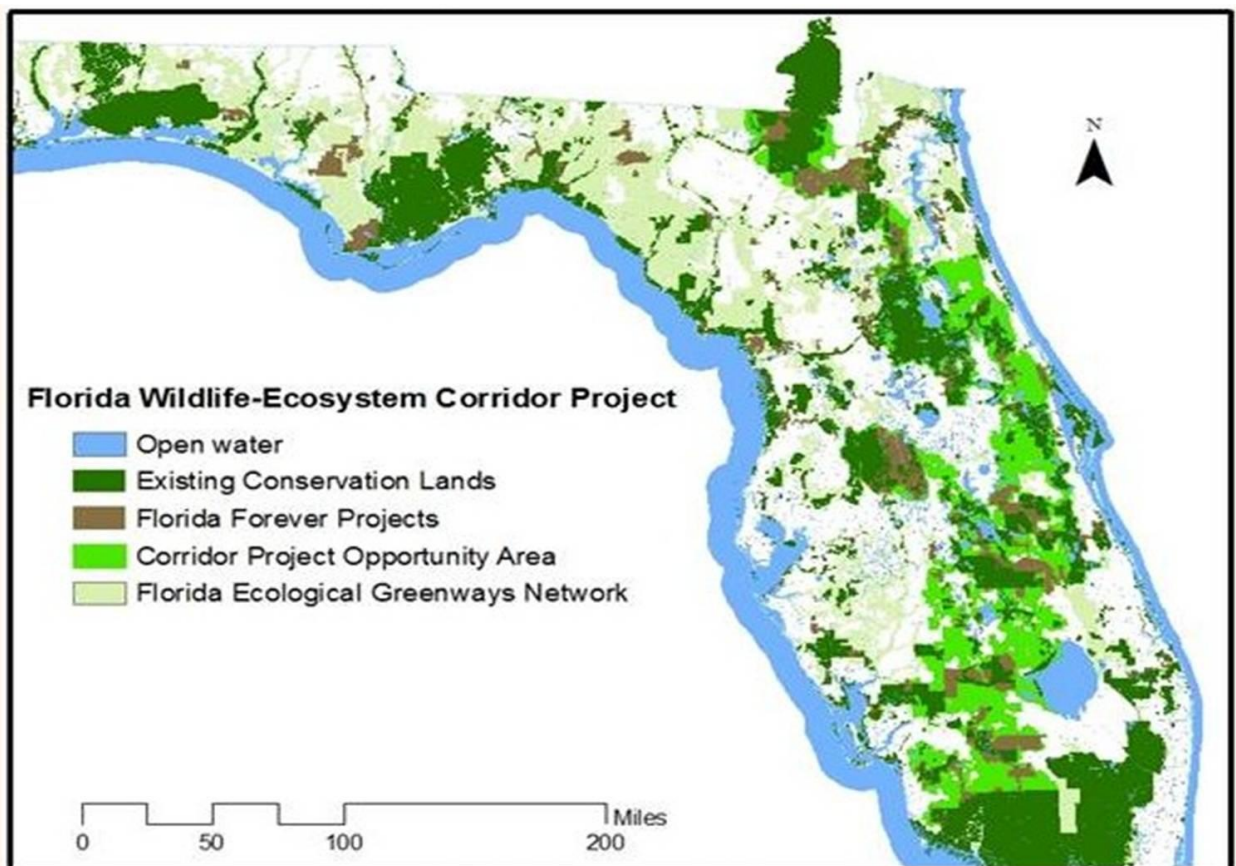 N
Florida Wildlife-Ecosystem Corridor Project
Open water
Existing Conservation Lands
Florida Forever Projects
Corridor Project Opportunity Area
Florida Ecological Greenways Network
Miles
0 50 100 200